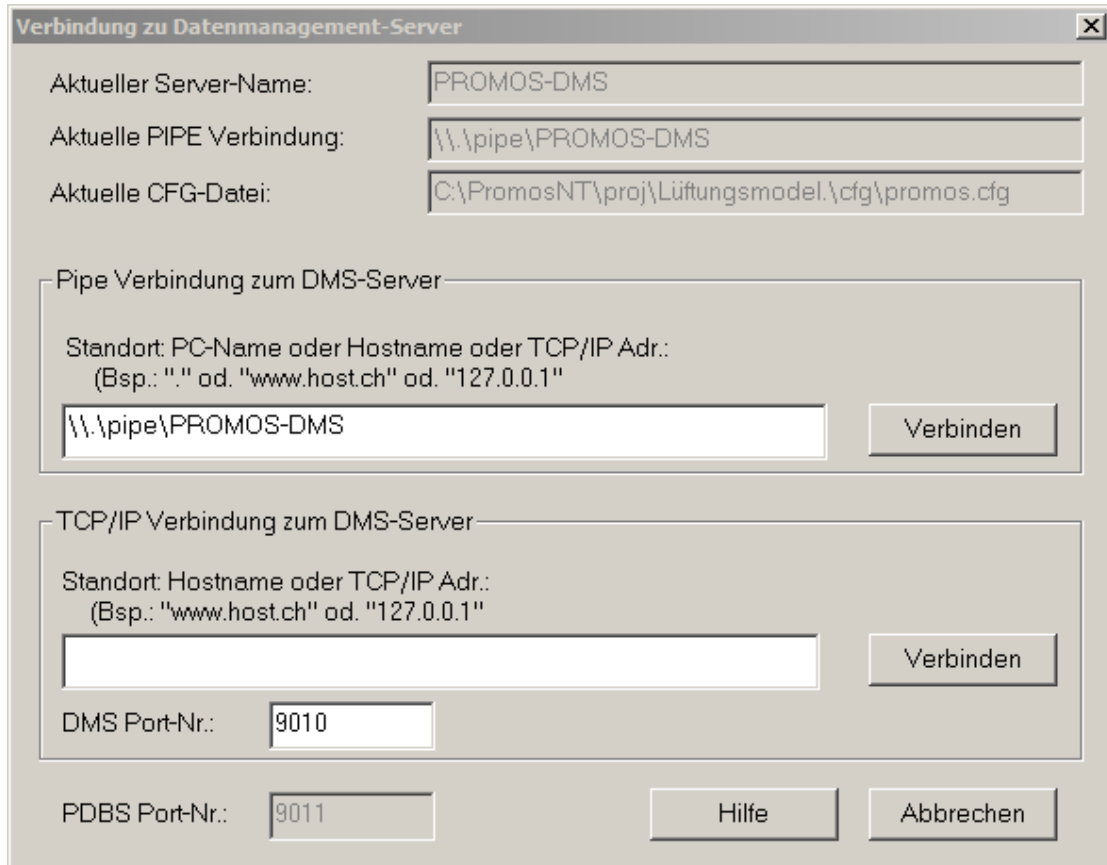 Verbindung zu Datenmanagement-Server
Aktueller Server-Name: PROMOS-DMS
Aktuelle PIPE Verbindung: \\.\pipe\PROMOS-DMS
Aktuelle CFG-Datei: C:\PromosNT\proj\Lüftungsmodel.\cfg\promos.cfg
Pipe Verbindung zum DMS-Server
Standort: PC-Name oder Hostname oder TCP/IP Adr.:
(Bsp.: "." od. "www.host.ch" od. "127.0.0.1"
\\.\pipe\PROMOS-DMS Verbinden
TCP/IP Verbindung zum DMS-Server
Standort: Hostname oder TCP/IP Adr.:
(Bsp.: "www.host.ch" od. "127.0.0.1"
Verbinden
DMS Port-Nr.: 9010
PDBS Port-Nr.: 9011 Hilfe Abbrechen